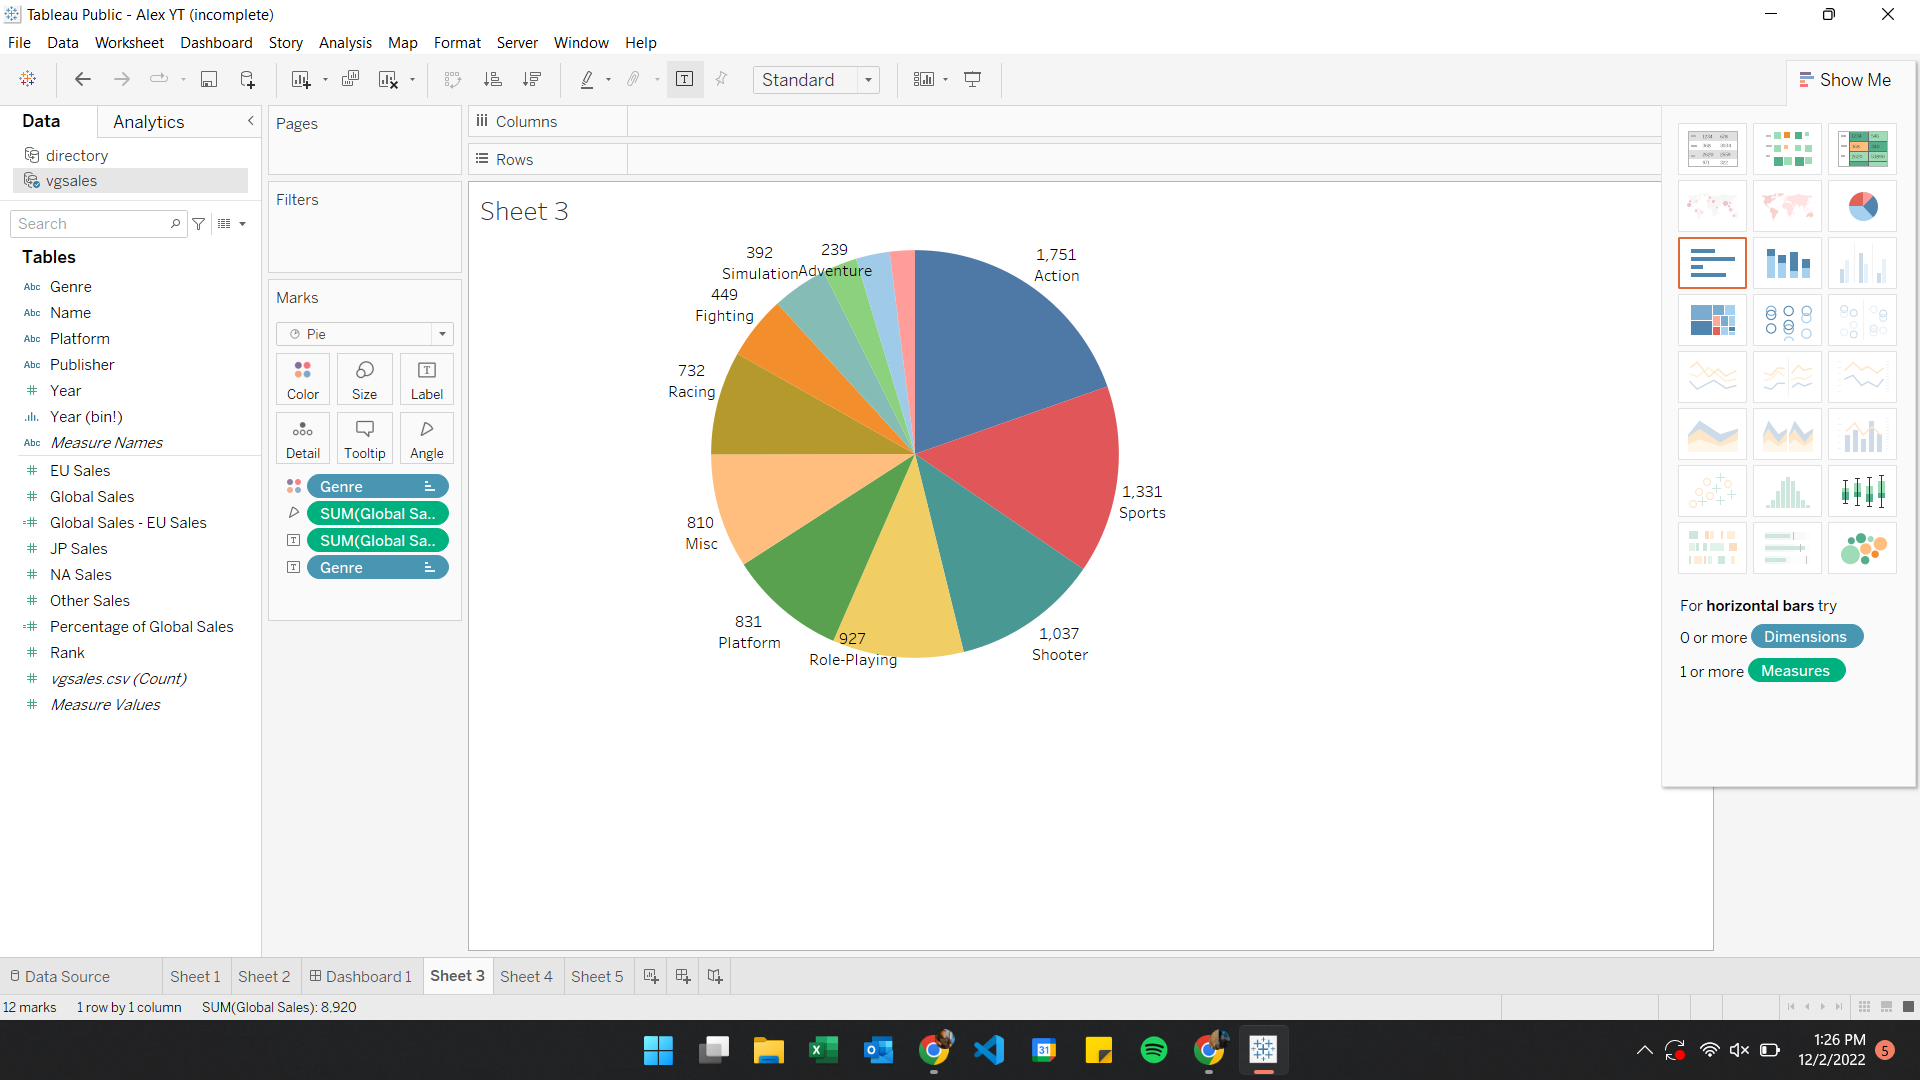 Tableau Public - Alex YT (incomplete)
File Data Worksheet Dashboard Story Analysis Map Format Server Window Help
Standard
Show Me
Data Analytics
directory
vgsales
Search
Tables
Abc Genre
Abc Name
Abc Platform
Abc Publisher
# Year
Year (bin!)
Abc Measure Names
# EU Sales
# Global Sales
=# Global Sales - EU Sales
# JP Sales
# NA Sales
# Other Sales
=# Percentage of Global Sales
# Rank
# vgsales.csv (Count)
# Measure Values
Pages
Filters
Marks
Pie
Color Size Label
Detail Tooltip Angle
Genre
SUM(Global Sa..
SUM(Global Sa..
Genre
Columns
Rows
Sheet 3
392
Simulation
239
Adventure
1,751
Action
449
Fighting
732
Racing
1,331
Sports
810
Misc
831
Platform
927
Role-Playing
1,037
Shooter
For horizontal bars try
0 or more Dimensions
1 or more Measures
Data Source Sheet 1 Sheet 2 Dashboard 1 Sheet 3 Sheet 4 Sheet 5
12 marks 1 row by 1 column SUM(Global Sales): 8,920
31
1:26 PM
12/2/2022
5